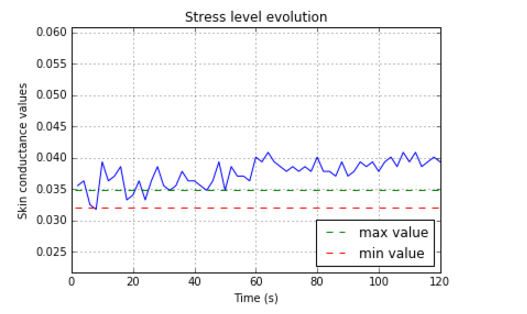 Stress level evolution
0.060
0.055
0.050
0.045
0.040
0.035
0.030
0.025
Skin conductance values
max value
min value
0 20 40 60 80 100 120
Time (s)